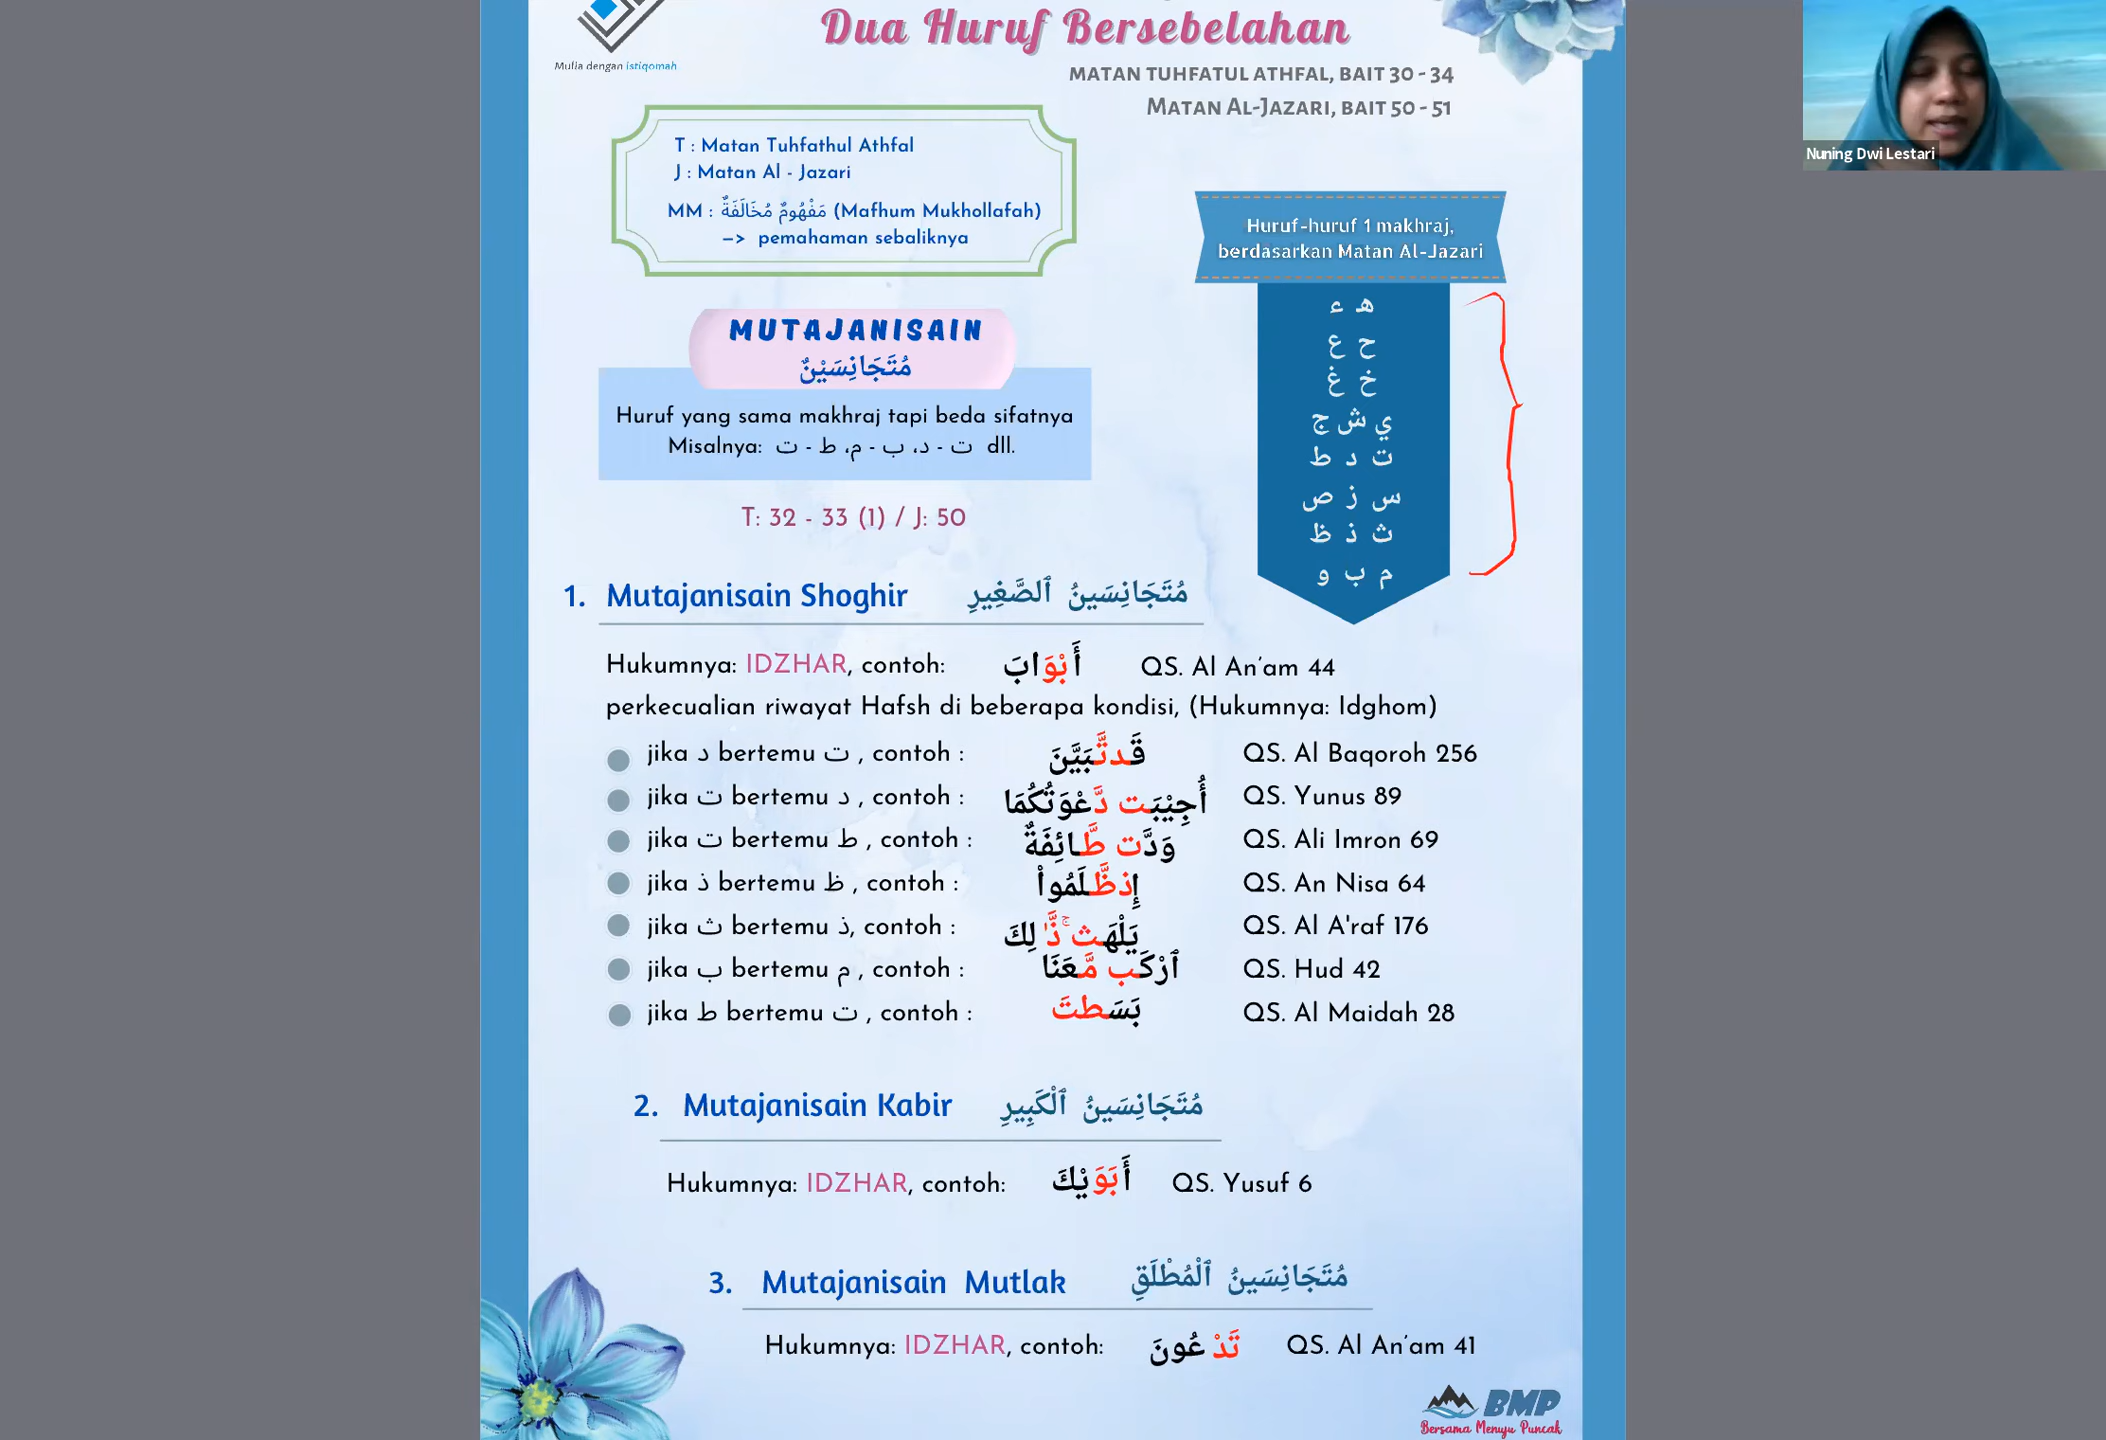 Dua Huruf Bersebelahan
Mulia dengan istiqomah
MATAN TUHFATUL ATHFAL, BAIT 30 - 34
MATAN AL-JAZARI, BAIT 50 - 51
Nuning Dwi Lestari
T : Matan Tuhfathul Athfal
J : Matan Al - Jazari
MM : مَفْهُومٌ مُخَالَفَةٌ (Mafhum Mukhollafah)
–> pemahaman sebaliknya
Huruf-huruf 1 makhraj,
berdasarkan Matan Al-Jazari
ه ء
ح ع
خ غ
ي ش ج
ت د ط
س ز ص
ث ذ ظ
م ب و
MUTAJANISAIN
مُتَجَانِسَيْنٌ
Huruf yang sama makhraj tapi beda sifatnya
Misalnya: ت - د، ب - م، ط - ت dll.
T: 32 - 33 (1) / J: 50
1. Mutajanisain Shoghir مُتَجَانِسَينُ ٱلصَّغِيرِ
Hukumnya: IDZHAR, contoh: أَبْوَابَ QS. Al An'am 44
perkecualian riwayat Hafsh di beberapa kondisi, (Hukumnya: Idghom)
jika د bertemu ت , contoh : قَدتَّبَيَّنَ QS. Al Baqoroh 256
jika ت bertemu د , contoh : أُجِيْبَت دَّعْوَتُكُمَا QS. Yunus 89
jika ت bertemu ط , contoh : وَدَّت طَّائِفَةٌ QS. Ali Imron 69
jika ذ bertemu ظ , contoh : إِذظَّلَمُواْ QS. An Nisa 64
jika ث bertemu ذ, contoh : يَلْهَث ۚ ذَّٰلِكَ QS. Al A'raf 176
jika ب bertemu م , contoh : ٱرْكَب مَّعَنَا QS. Hud 42
jika ط bertemu ت , contoh : بَسَطتَ QS. Al Maidah 28
2. Mutajanisain Kabir مُتَجَانِسَينُ ٱلْكَبِيرِ
Hukumnya: IDZHAR, contoh: أَبَوَيْكَ QS. Yusuf 6
3. Mutajanisain Mutlak مُتَجَانِسَينُ ٱلْمُطْلَقِ
Hukumnya: IDZHAR, contoh: تَدْعُونَ QS. Al An'am 41
BMP
Bersama Menuju Puncak